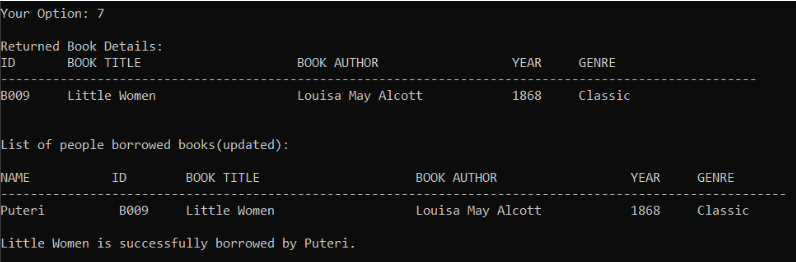 Your Option: 7
Returned Book Details:
ID BOOK TITLE BOOK AUTHOR YEAR GENRE
-----------------------------------------------------------------------------------------------------
B009 Little Women Louisa May Alcott 1868 Classic
List of people borrowed books(updated):
NAME ID BOOK TITLE BOOK AUTHOR YEAR GENRE
---------------------------------------------------------------------------------------------------------
Puteri B009 Little Women Louisa May Alcott 1868 Classic
Little Women is successfully borrowed by Puteri.